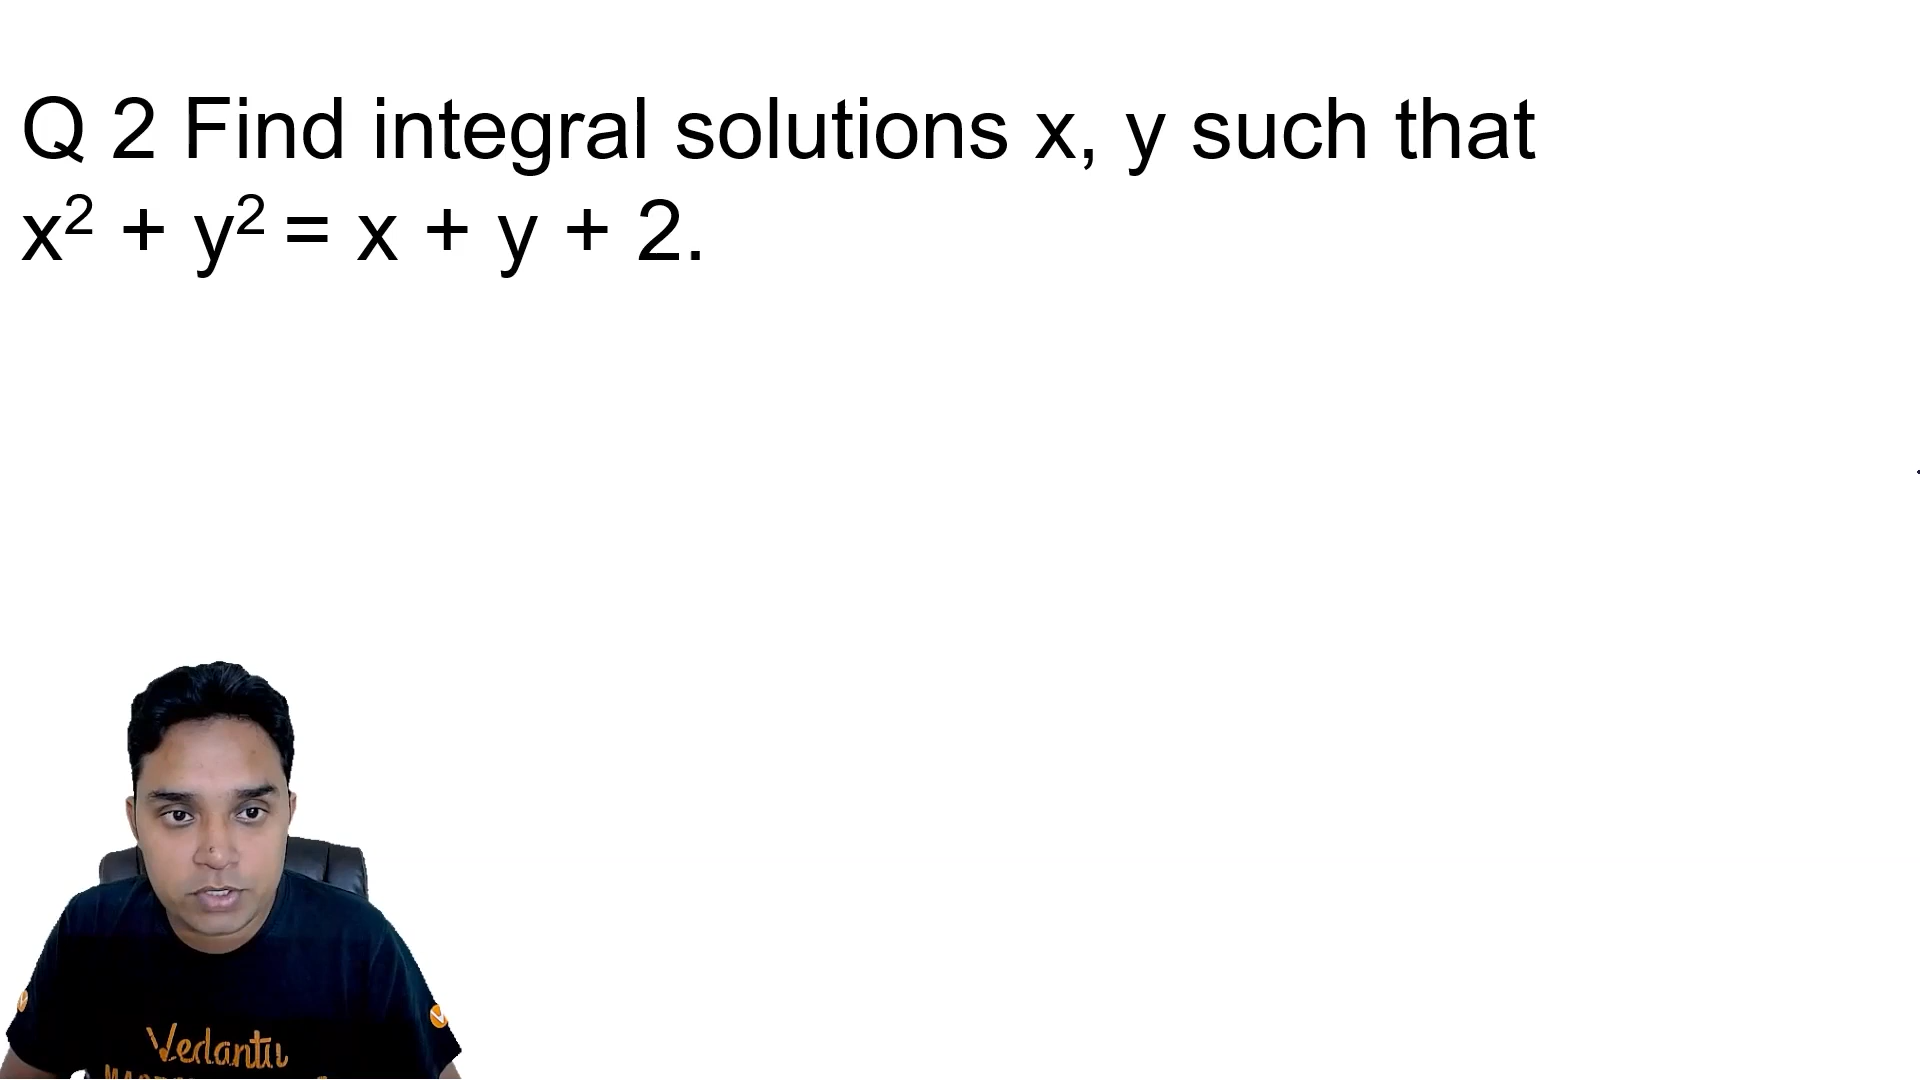 Q 2 Find integral solutions x, y such that
x² + y² = x + y + 2.
Vedantu